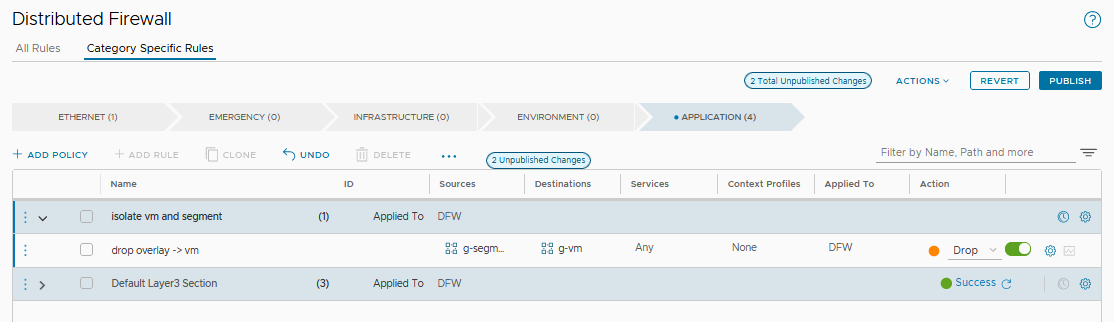 Distributed Firewall
All Rules Category Specific Rules
2 Total Unpublished Changes ACTIONS REVERT PUBLISH
ETHERNET (1) EMERGENCY (0) INFRASTRUCTURE (0) ENVIRONMENT (0) APPLICATION (4)
+ ADD POLICY + ADD RULE CLONE UNDO DELETE ... 2 Unpublished Changes Filter by Name, Path and more
Name ID Sources Destinations Services Context Profiles Applied To Action
isolate vm and segment (1) Applied To DFW
drop overlay -> vm g-segm... g-vm Any None DFW Drop
Default Layer3 Section (3) Applied To DFW Success